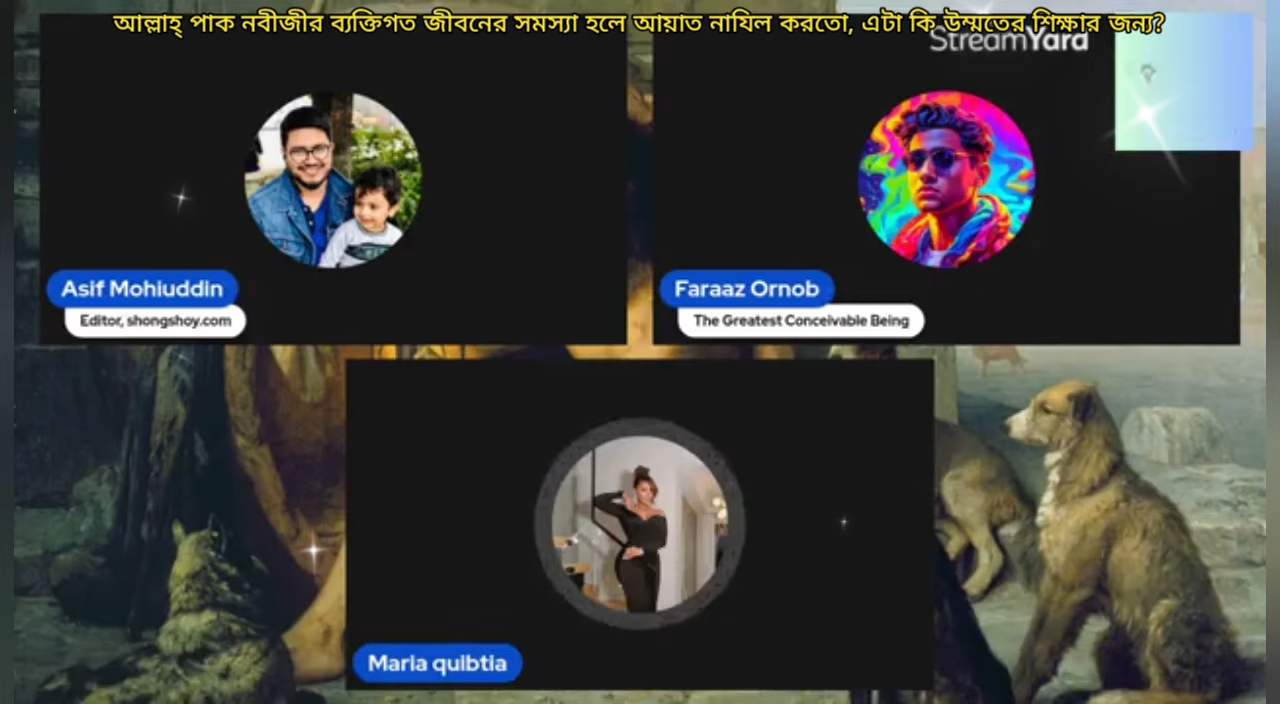 আল্লাহ্ পাক নবীজীর ব্যক্তিগত জীবনের সমস্যা হলে আয়াত নাযিল করতো, এটা কি উম্মতের শিক্ষার জন্য?
StreamYard
Asif Mohiuddin
Editor, shongshoy.com
Faraaz Ornob
The Greatest Conceivable Being
Maria quibtia